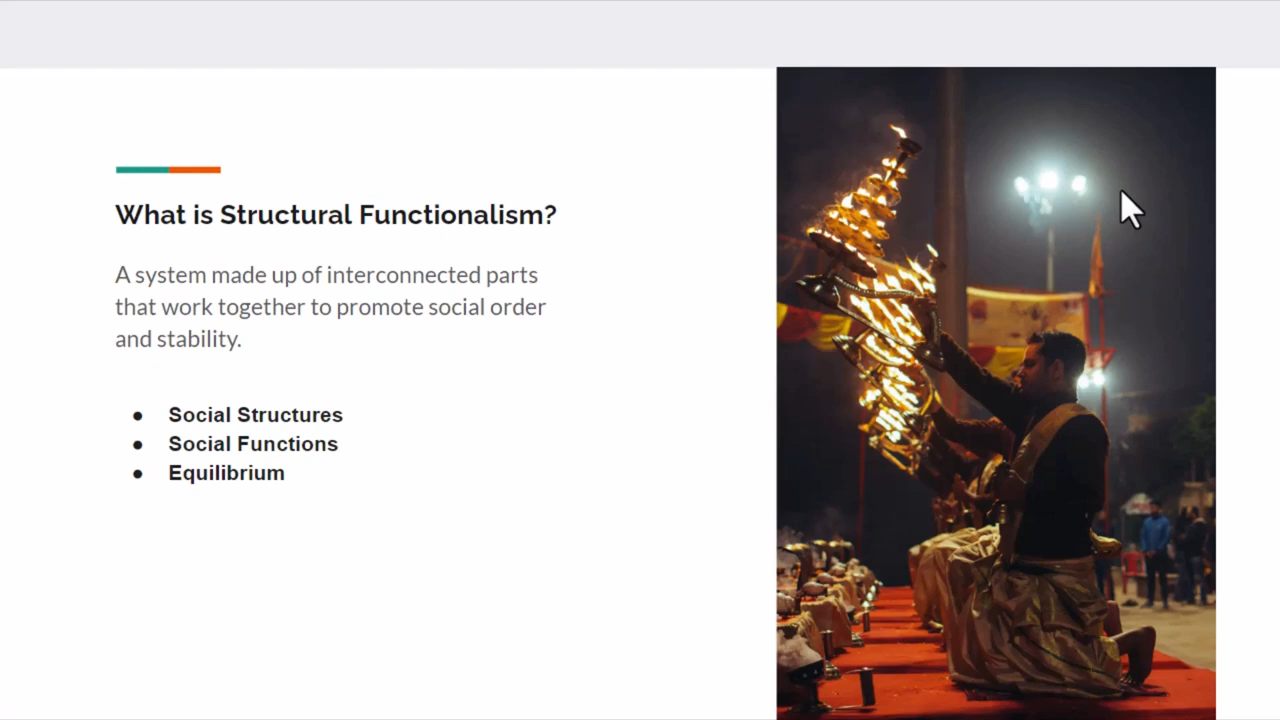 What is Structural Functionalism?
A system made up of interconnected parts
that work together to promote social order
and stability.
● Social Structures
● Social Functions
● Equilibrium